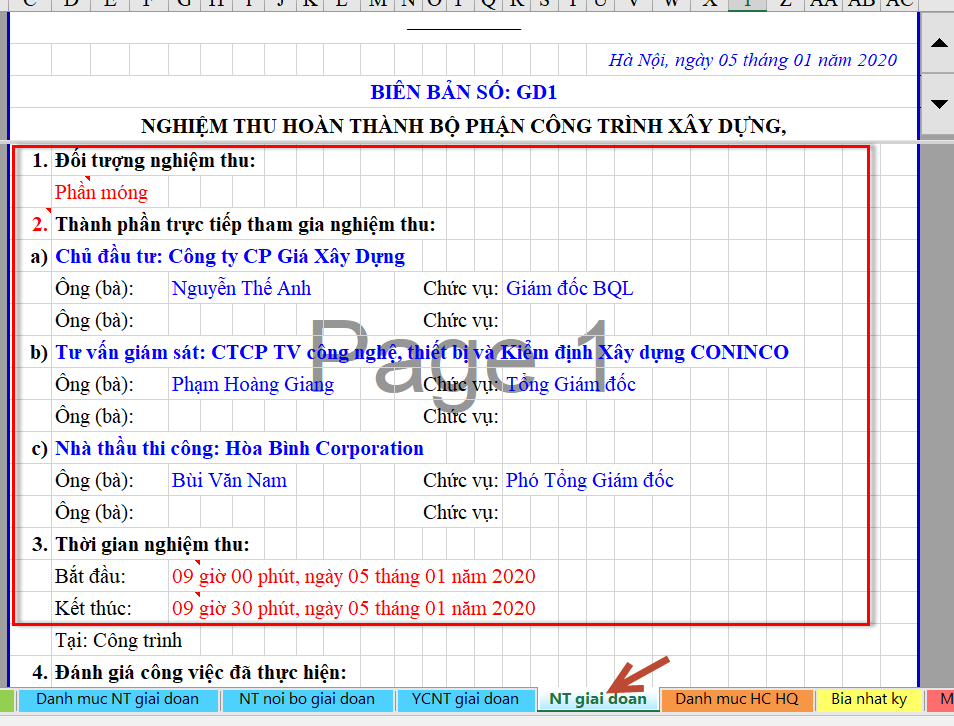 C D E F G H I J K L M N O P Q R S T U V W X Y Z AA AB AC
Hà Nội, ngày 05 tháng 01 năm 2020
BIÊN BẢN SỐ: GD1
NGHIỆM THU HOÀN THÀNH BỘ PHẬN CÔNG TRÌNH XÂY DỰNG,
1. Đối tượng nghiệm thu:
Phần móng
2. Thành phần trực tiếp tham gia nghiệm thu:
a) Chủ đầu tư: Công ty CP Giá Xây Dựng
Ông (bà): Nguyễn Thế Anh Chức vụ: Giám đốc BQL
Ông (bà): Chức vụ:
Page 1
b) Tư vấn giám sát: CTCP TV công nghệ, thiết bị và Kiểm định Xây dựng CONINCO
Ông (bà): Phạm Hoàng Giang Chức vụ: Tổng Giám đốc
Ông (bà): Chức vụ:
c) Nhà thầu thi công: Hòa Bình Corporation
Ông (bà): Bùi Văn Nam Chức vụ: Phó Tổng Giám đốc
Ông (bà): Chức vụ:
3. Thời gian nghiệm thu:
Bắt đầu: 09 giờ 00 phút, ngày 05 tháng 01 năm 2020
Kết thúc: 09 giờ 30 phút, ngày 05 tháng 01 năm 2020
Tại: Công trình
4. Đánh giá công việc đã thực hiện:
Danh muc NT giai doan NT noi bo giai doan YCNT giai doan NT giai doan Danh muc HC HQ Bia nhat ky M